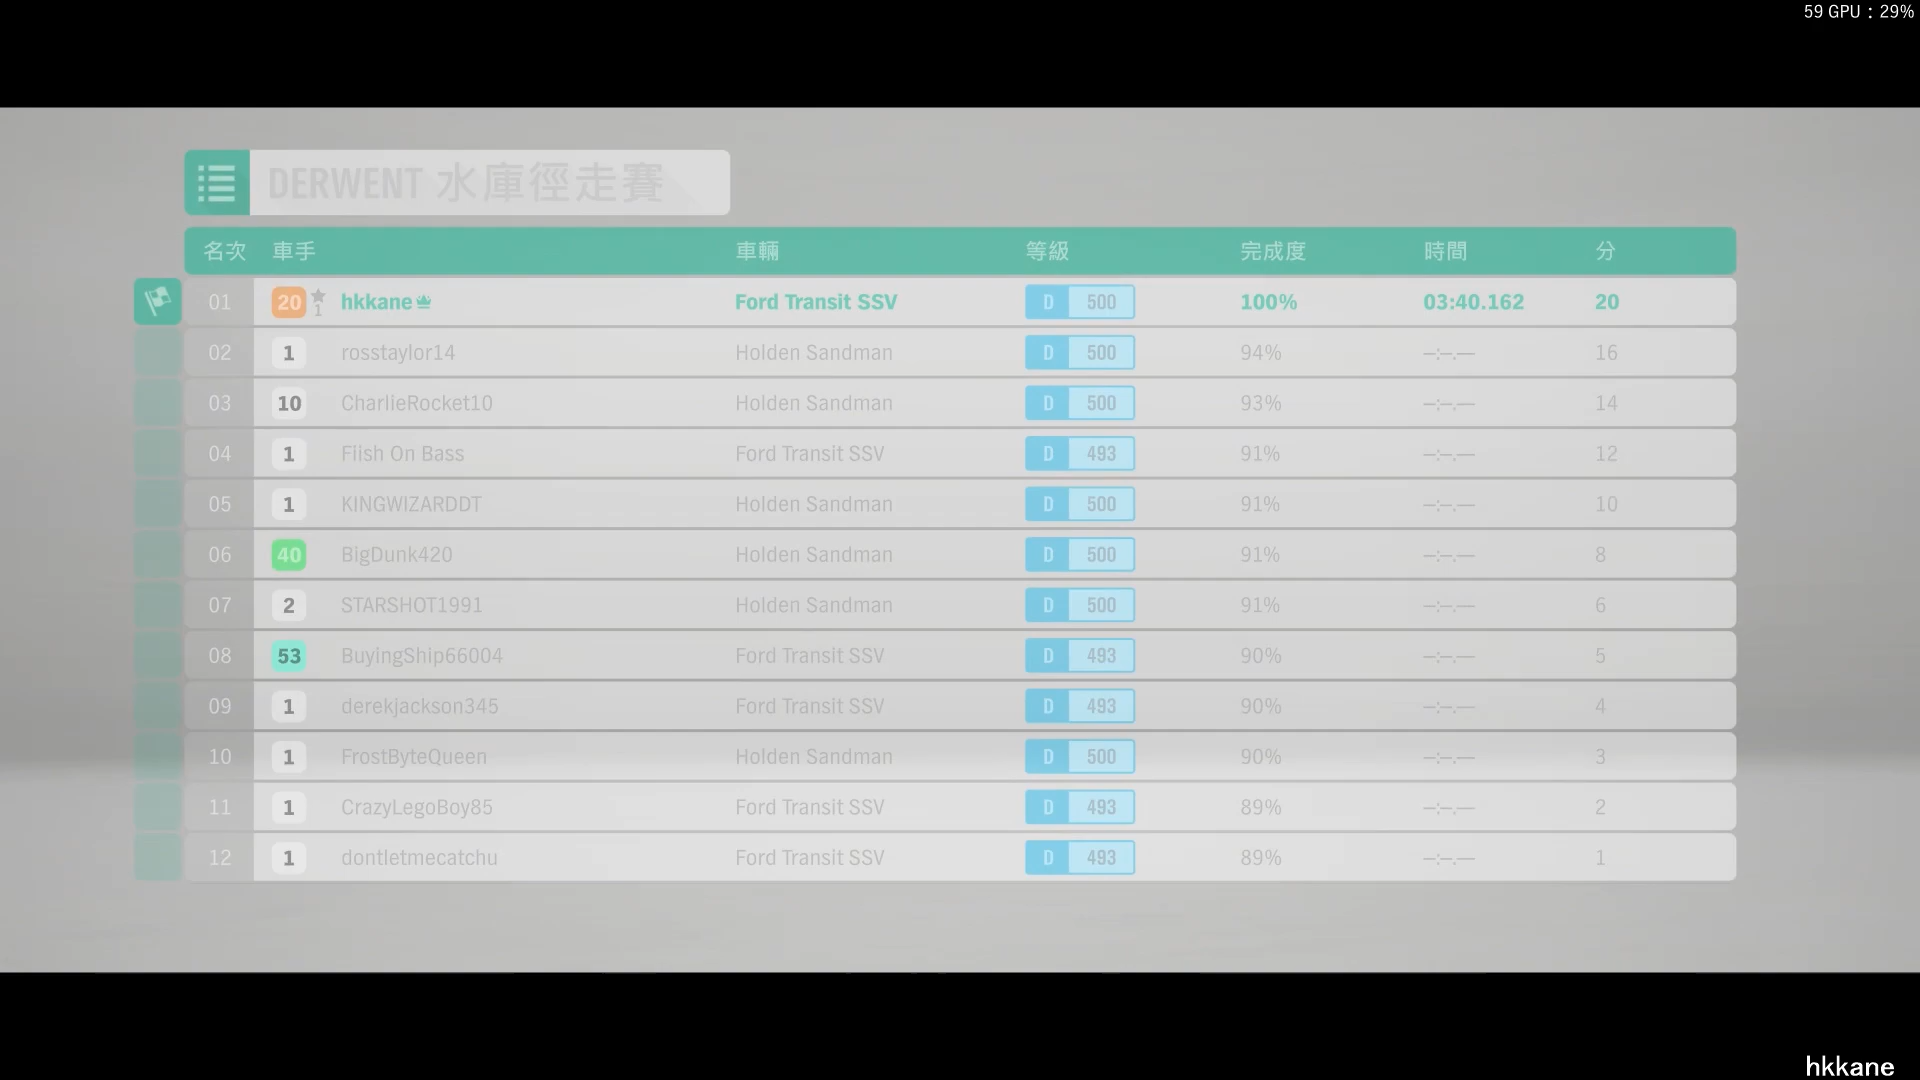 59 GPU : 29%
DERWENT 水庫徑走賽
名次 車手 車輛 等級 完成度 時間 分
01 20 1 hkkane Ford Transit SSV D 500 100% 03:40.162 20
02 1 rosstaylor14 Holden Sandman D 500 94% --:--.--- 16
03 10 CharlieRocket10 Holden Sandman D 500 93% --:--.--- 14
04 1 Flish On Bass Ford Transit SSV D 493 91% --:--.--- 12
05 1 KINGWIZARDDT Holden Sandman D 500 91% --:--.--- 10
06 40 BigDunk420 Holden Sandman D 500 91% --:--.--- 8
07 2 STARSHOT1991 Holden Sandman D 500 91% --:--.--- 6
08 53 BuyingShip66004 Ford Transit SSV D 493 90% --:--.--- 5
09 1 derekjackson345 Ford Transit SSV D 493 90% --:--.--- 4
10 1 FrostByteQueen Holden Sandman D 500 90% --:--.--- 3
11 1 CrazyLegoBoy85 Ford Transit SSV D 493 89% --:--.--- 2
12 1 dontletmecatchu Ford Transit SSV D 493 89% --:--.--- 1
hkkane